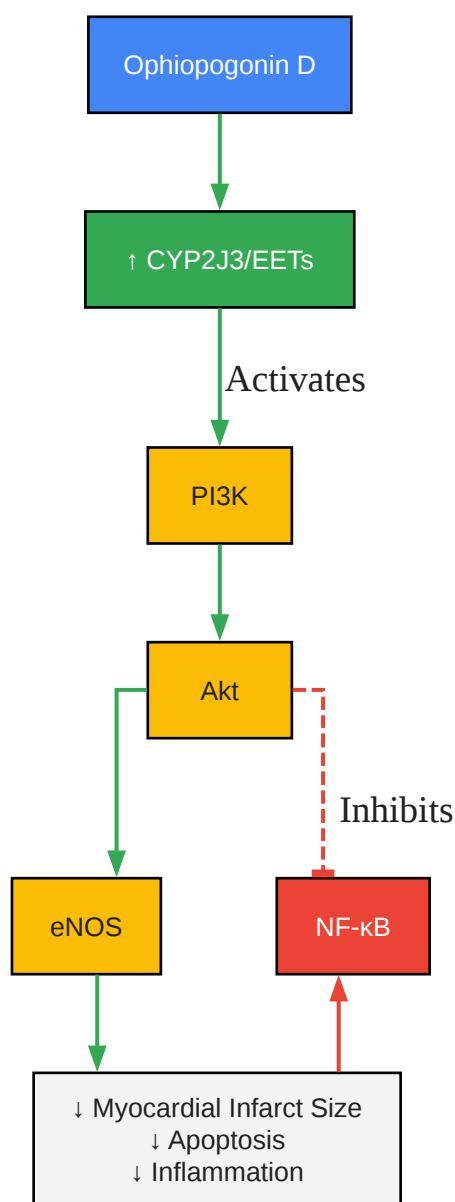 Ophiopogonin D
↑ CYP2J3/EETs
Activates
PI3K
Akt
Inhibits
eNOS
NF-κB
↓ Myocardial Infarct Size
↓ Apoptosis
↓ Inflammation